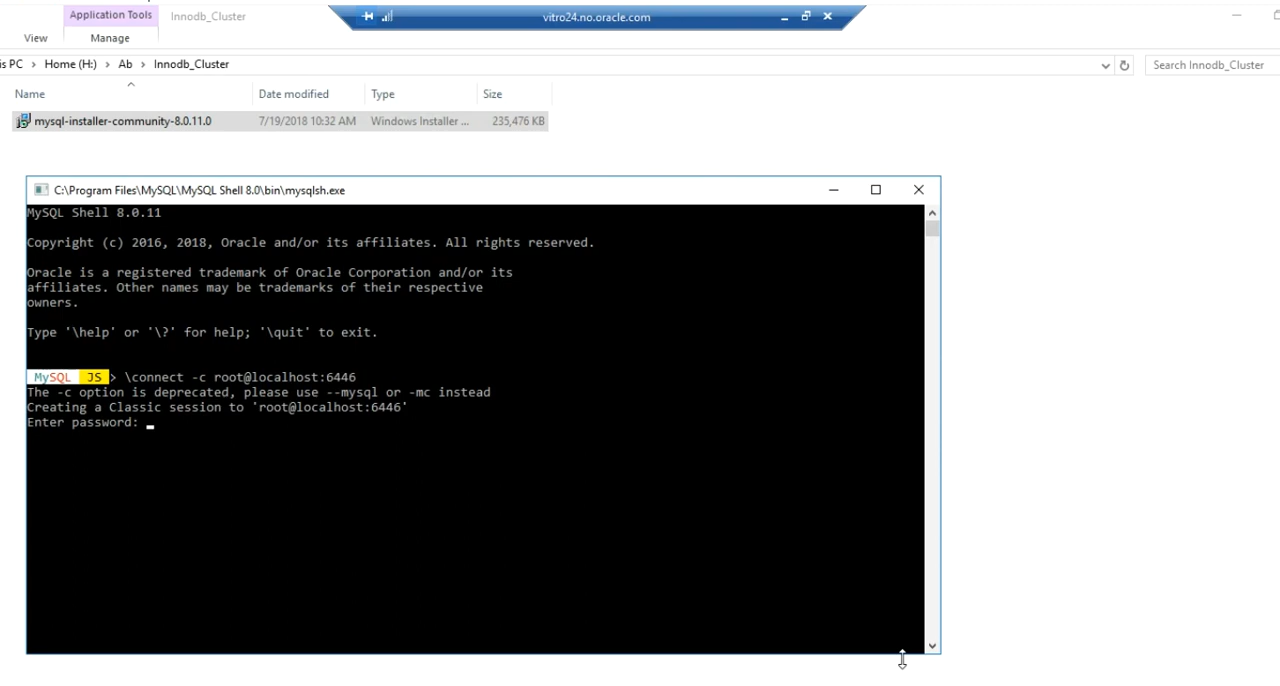 Application Tools
Innodb_Cluster
vitro24.no.oracle.com
View
Manage
is PC > Home (H:) > Ab > Innodb_Cluster
Search Innodb_Cluster
Name
Date modified
Type
Size
mysql-installer-community-8.0.11.0
7/19/2018 10:32 AM
Windows Installer ...
235,476 KB
C:\Program Files\MySQL\MySQL Shell 8.0\bin\mysqlsh.exe
MySQL Shell 8.0.11
Copyright (c) 2016, 2018, Oracle and/or its affiliates. All rights reserved.
Oracle is a registered trademark of Oracle Corporation and/or its
affiliates. Other names may be trademarks of their respective
owners.
Type '\help' or '\?' for help; '\quit' to exit.
MySQL JS> \connect -c root@localhost:6446
The -c option is deprecated, please use --mysql or -mc instead
Creating a Classic session to 'root@localhost:6446'
Enter password: